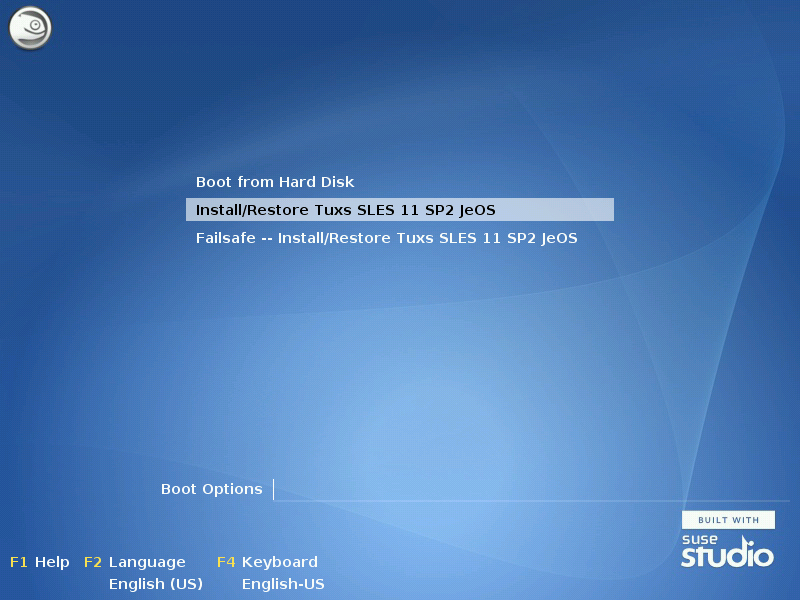 Boot from Hard Disk
Install/Restore Tuxs SLES 11 SP2 JeOS
Failsafe -- Install/Restore Tuxs SLES 11 SP2 JeOS
Boot Options
BUILT WITH
suse
studio
F1 Help F2 Language F4 Keyboard
English (US) English-US